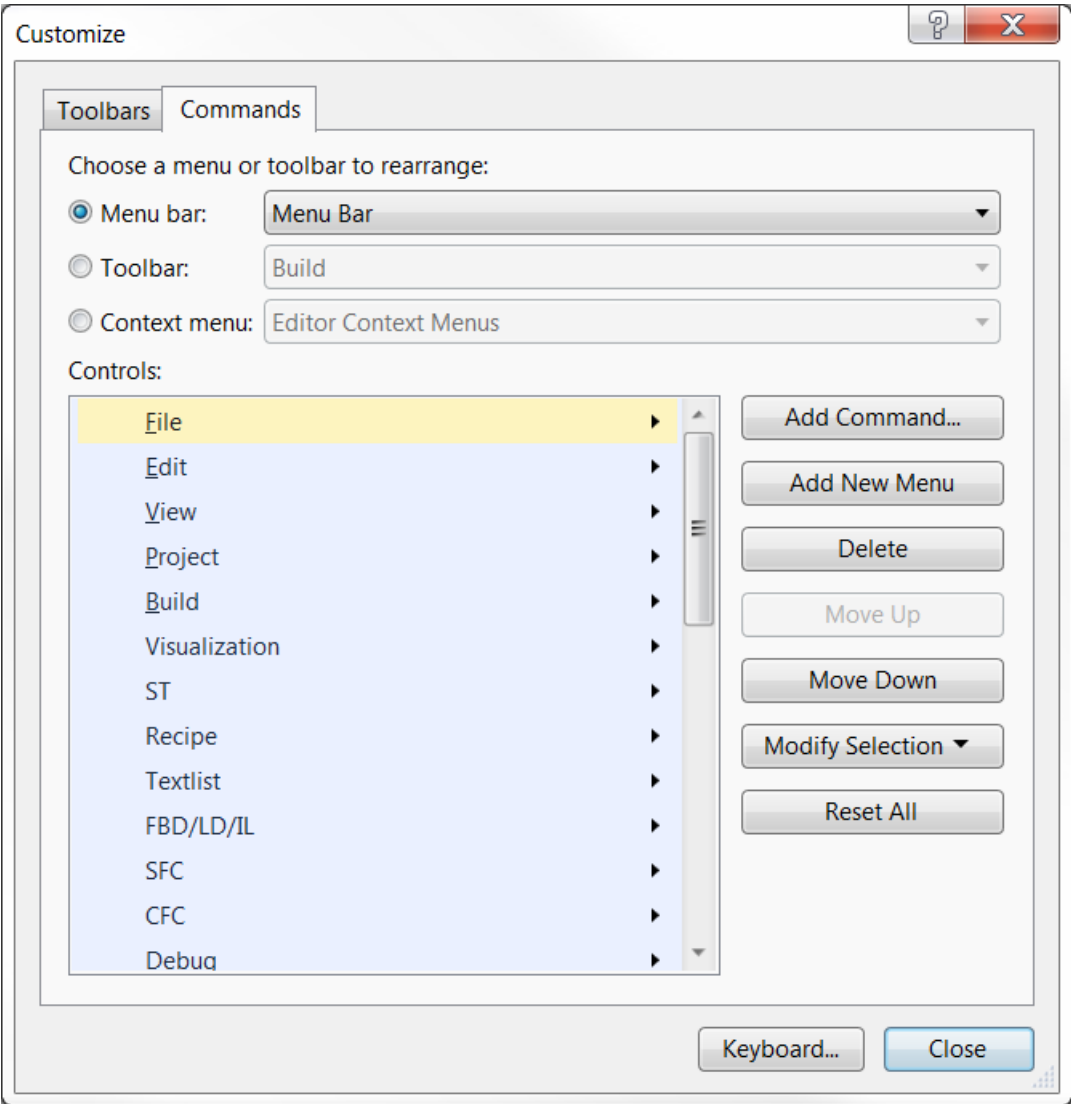 Customize
Toolbars Commands
Choose a menu or toolbar to rearrange:
Menu bar: Menu Bar
Toolbar: Build
Context menu: Editor Context Menus
Controls:
File
Edit
View
Project
Build
Visualization
ST
Recipe
Textlist
FBD/LD/IL
SFC
CFC
Debug
Add Command...
Add New Menu
Delete
Move Up
Move Down
Modify Selection
Reset All
Keyboard... Close